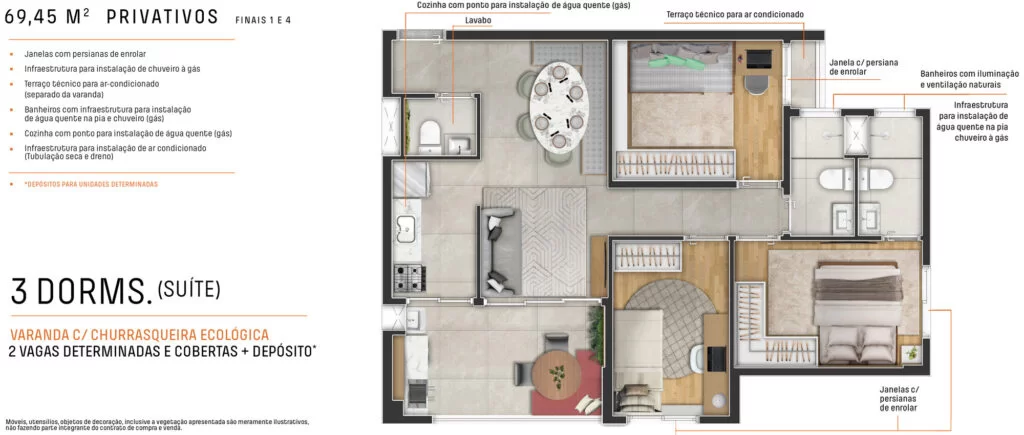 69,45 M² PRIVATIVOS FINAIS 1 E 4
• Janelas com persianas de enrolar
• Infraestrutura para instalação de chuveiro à gás
• Terraço técnico para ar-condicionado
(separado da varanda)
• Banheiros com infraestrutura para instalação
de água quente na pia e chuveiro (gás)
• Cozinha com ponto para instalação de água quente (gás)
• Infraestrutura para instalação de ar condicionado
(Tubulação seca e dreno)
• *DEPÓSITOS PARA UNIDADES DETERMINADAS
3 DORMS. (SUÍTE)
VARANDA C/ CHURRASQUEIRA ECOLÓGICA
2 VAGAS DETERMINADAS E COBERTAS + DEPÓSITO*
Móveis, utensílios, objetos de decoração, inclusive a vegetação apresentada são meramente ilustrativos,
não fazendo parte integrante do contrato de compra e venda.
Cozinha com ponto para instalação de água quente (gás)
Lavabo
Terraço técnico para ar condicionado
Janela c/ persiana
de enrolar
Banheiros com iluminação
e ventilação naturais
Infraestrutura
para instalação de
água quente na pia
chuveiro à gás
Janelas c/
persianas
de enrolar